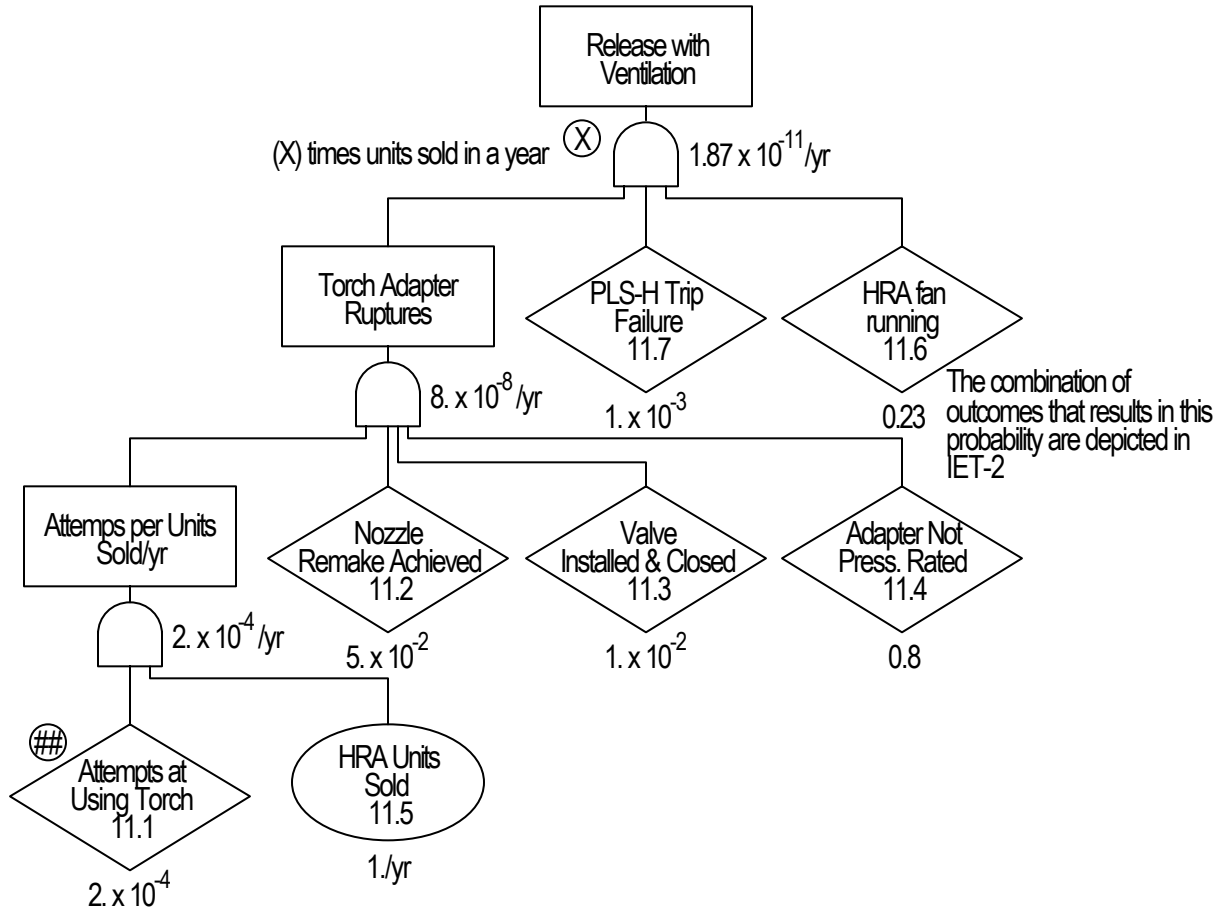 Release with
Ventilation
(X) times units sold in a year
X
1.87 x 10^-11/yr
Torch Adapter
Ruptures
PLS-H Trip
Failure
11.7
HRA fan
running
11.6
8. x 10^-8/yr
1. x 10^-3
0.23
The combination of
outcomes that results in this
probability are depicted in
IET-2
Attemps per Units
Sold/yr
Nozzle
Remake Achieved
11.2
Valve
Installed & Closed
11.3
Adapter Not
Press. Rated
11.4
2. x 10^-4/yr
5. x 10^-2
1. x 10^-2
0.8
##
Attempts at
Using Torch
11.1
HRA Units
Sold
11.5
2. x 10^-4
1./yr